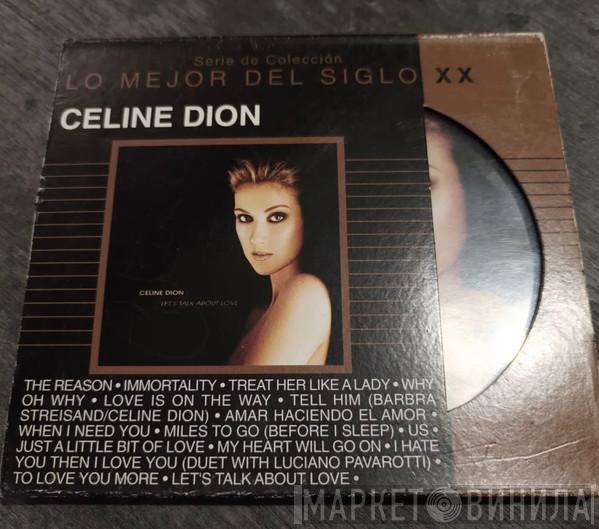 Serie de Colección
LO MEJOR DEL SIGLO XX
CELINE DION
CELINE DION
LET'S TALK ABOUT LOVE
THE REASON • IMMORTALITY • TREAT HER LIKE A LADY • WHY
OH WHY • LOVE IS ON THE WAY • TELL HIM (BARBRA
STREISAND/CELINE DION) • AMAR HACIENDO EL AMOR •
WHEN I NEED YOU • MILES TO GO (BEFORE I SLEEP) • US •
JUST A LITTLE BIT OF LOVE • MY HEART WILL GO ON • I HATE
YOU THEN I LOVE YOU (DUET WITH LUCIANO PAVAROTTI) •
TO LOVE YOU MORE • LET'S TALK ABOUT LOVE •
МАРКЕТ ВИНИЛА